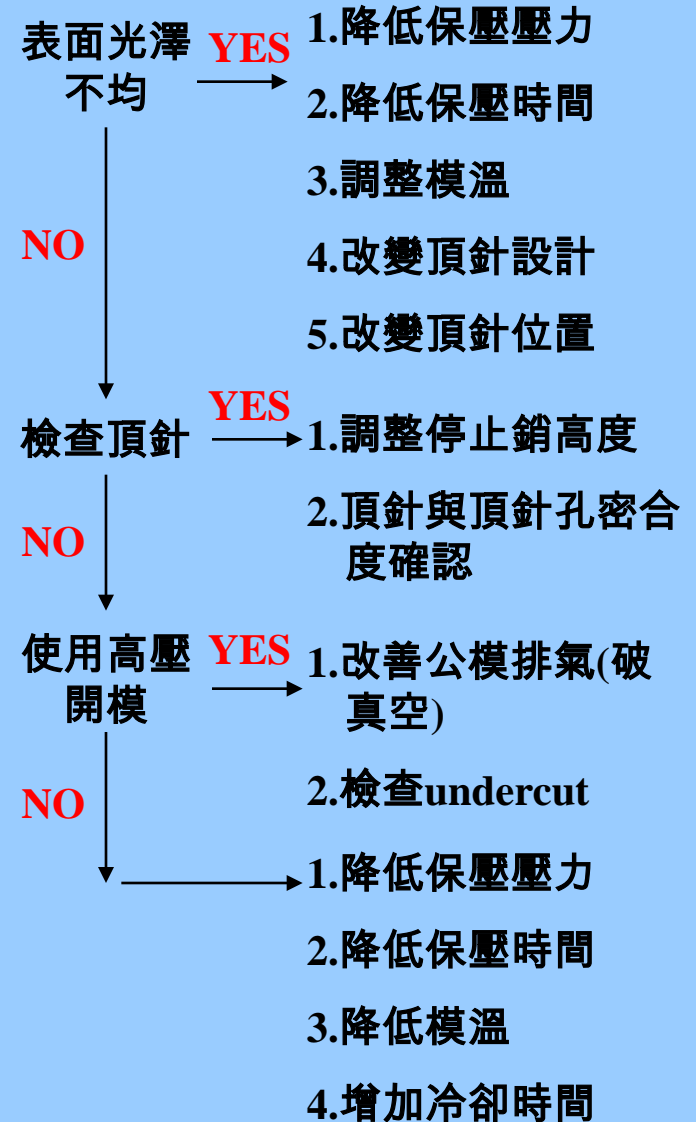 表面光澤
不均
YES
1.降低保壓壓力
2.降低保壓時間
3.調整模溫
4.改變頂針設計
5.改變頂針位置
NO
檢查頂針
YES
1.調整停止銷高度
2.頂針與頂針孔密合
度確認
NO
使用高壓
開模
YES
1.改善公模排氣(破
真空)
2.檢查undercut
NO
1.降低保壓壓力
2.降低保壓時間
3.降低模溫
4.增加冷卻時間